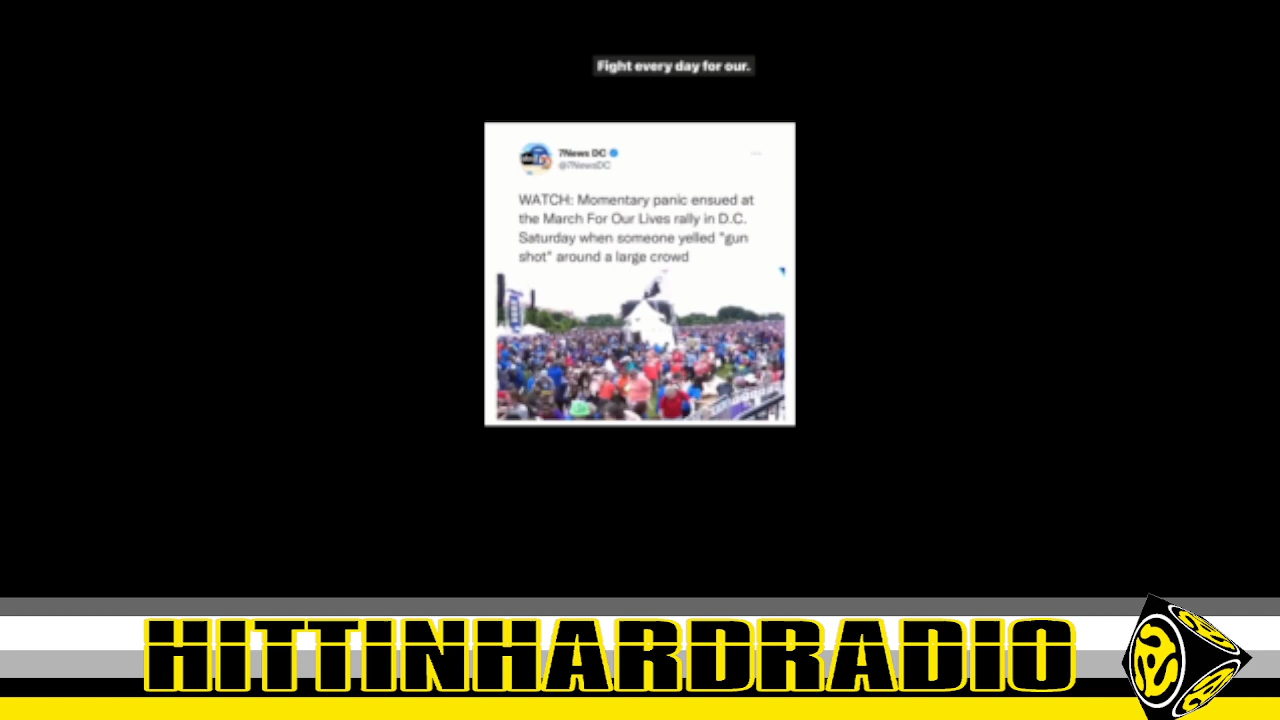 Fight every day for our.
7News DC
@7NewsDC
WATCH: Momentary panic ensued at
the March For Our Lives rally in D.C.
Saturday when someone yelled "gun
shot" around a large crowd
HITTINHARDRADIO